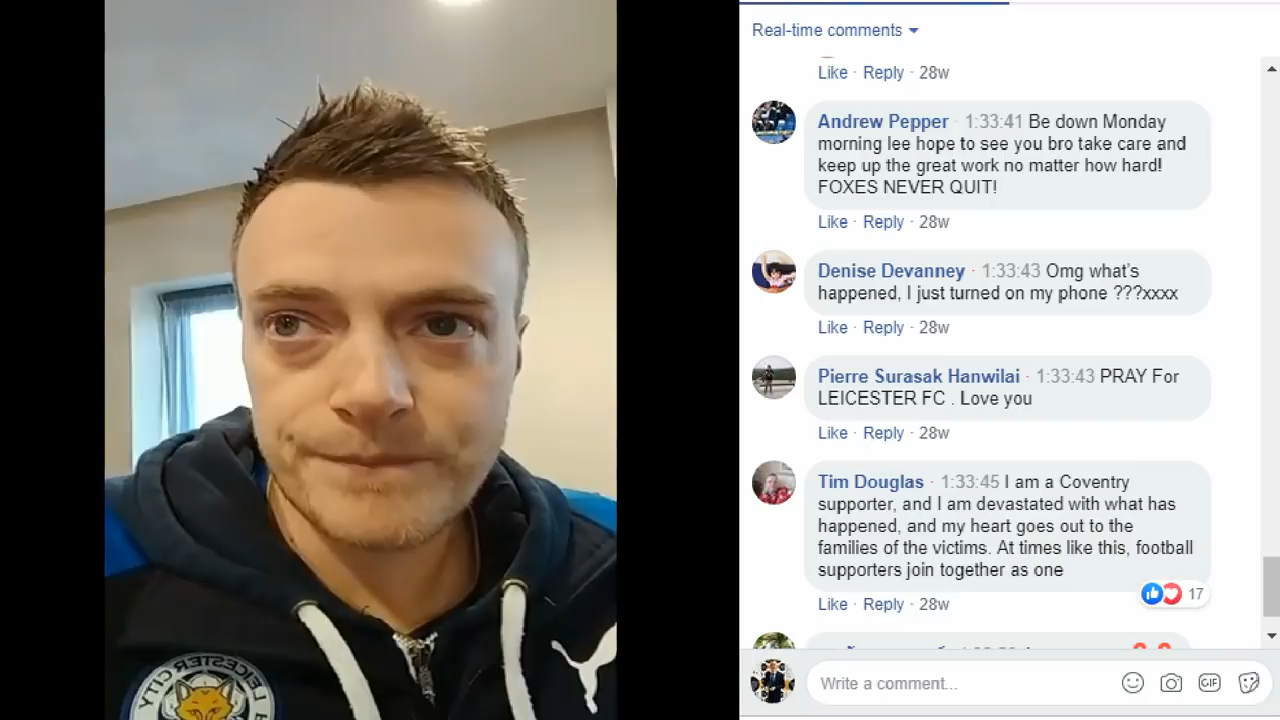 Real-time comments
Like · Reply · 28w
Andrew Pepper · 1:33:41 Be down Monday
morning lee hope to see you bro take care and
keep up the great work no matter how hard!
FOXES NEVER QUIT!
Like · Reply · 28w
Denise Devanney · 1:33:43 Omg what's
happened, I just turned on my phone ???xxxx
Like · Reply · 28w
Pierre Surasak Hanwilai · 1:33:43 PRAY For
LEICESTER FC . Love you
Like · Reply · 28w
Tim Douglas · 1:33:45 I am a Coventry
supporter, and I am devastated with what has
happened, and my heart goes out to the
families of the victims. At times like this, football
supporters join together as one
17
Like · Reply · 28w
Write a comment...
GIF
LEICESTER CITY